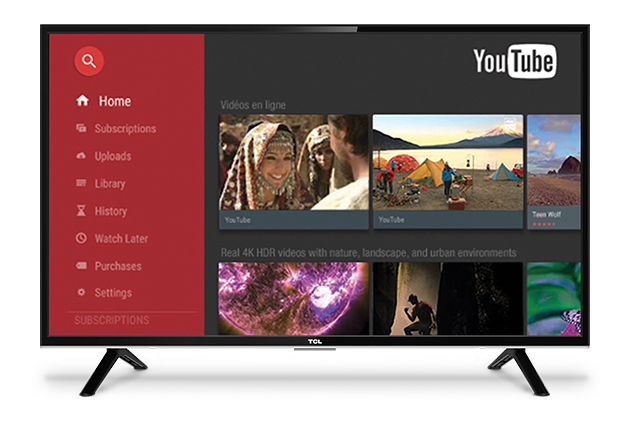 YouTube
Home
Subscriptions
Uploads
Library
History
Watch Later
Purchases
Settings
SUBSCRIPTIONS
Vidéos en ligne
YouTube
YouTube
Teen Wolf
Real 4K HDR videos with nature, landscape, and urban environments
TCL